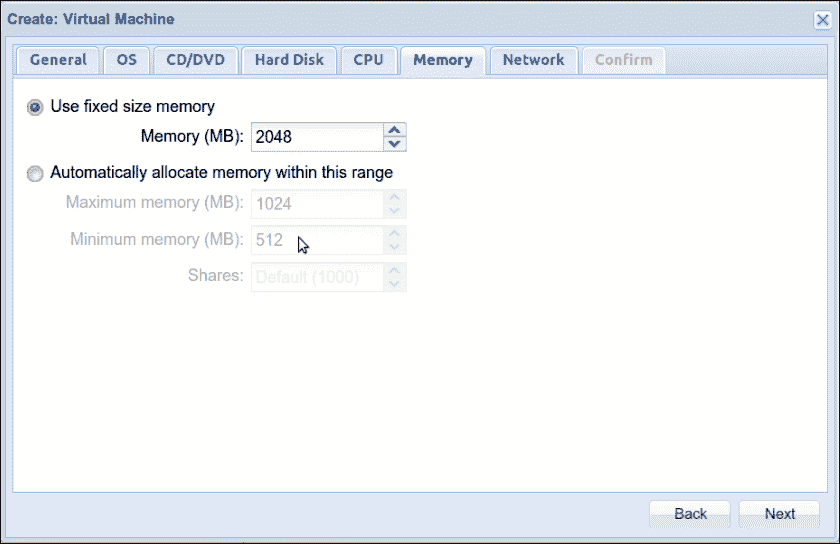 Create: Virtual Machine
General OS CD/DVD Hard Disk CPU Memory Network Confirm
Use fixed size memory
Memory (MB): 2048
Automatically allocate memory within this range
Maximum memory (MB): 1024
Minimum memory (MB): 512
Shares: Default (1000)
Back Next